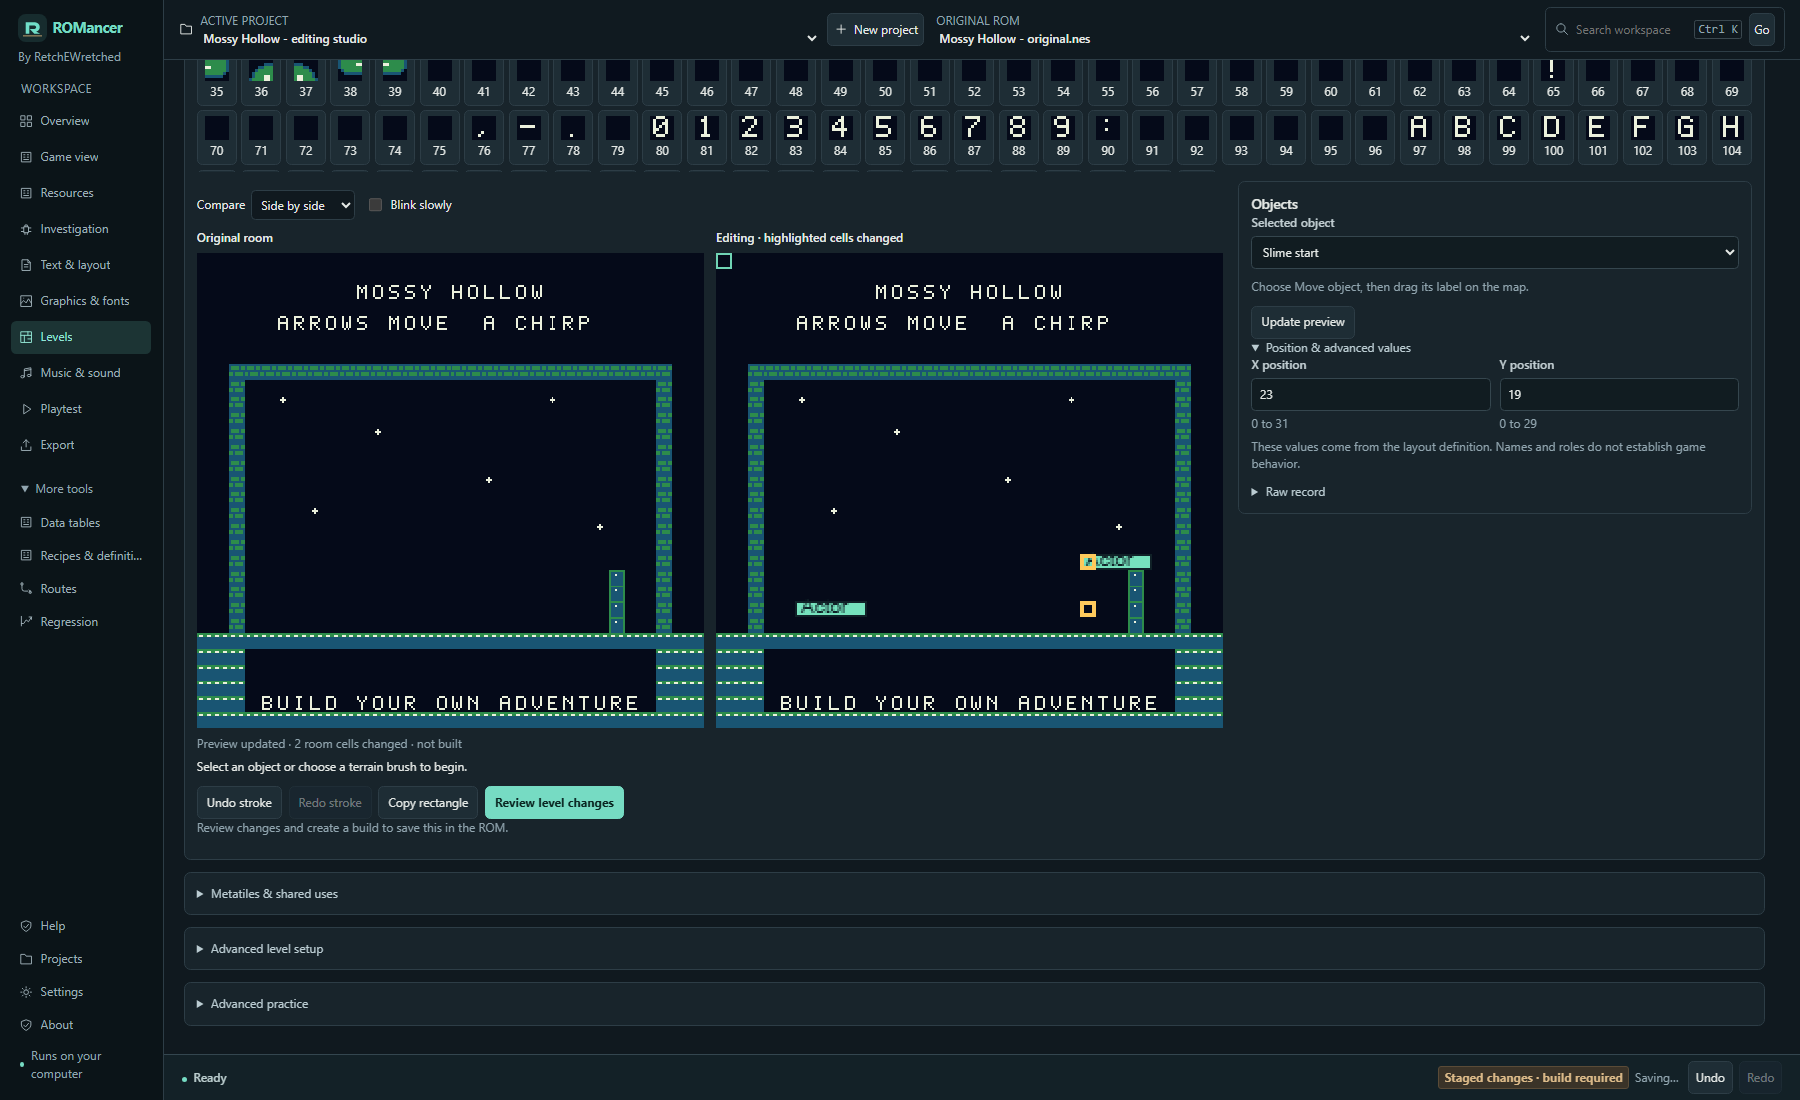 ROMancer
By RetchEWretched
WORKSPACE
Overview
Game view
Resources
Investigation
Text & layout
Graphics & fonts
Levels
Music & sound
Playtest
Export
More tools
Data tables
Recipes & definiti...
Routes
Regression
Help
Projects
Settings
About
Runs on your
computer
ACTIVE PROJECT
Mossy Hollow - editing studio
New project
ORIGINAL ROM
Mossy Hollow - original.nes
Search workspace
Ctrl K
Go
!
35 36 37 38 39 40 41 42 43 44 45 46 47 48 49 50 51 52 53 54 55 56 57 58 59 60 61 62 63 64 65 66 67 68 69
, - . 0 1 2 3 4 5 6 7 8 9 : A B C D E F G H
70 71 72 73 74 75 76 77 78 79 80 81 82 83 84 85 86 87 88 89 90 91 92 93 94 95 96 97 98 99 100 101 102 103 104
Compare
Side by side
Blink slowly
Original room
MOSSY HOLLOW
ARROWS MOVE A CHIRP
BUILD YOUR OWN ADVENTURE
Editing · highlighted cells changed
MOSSY HOLLOW
ARROWS MOVE A CHIRP
Actor
Actor
BUILD YOUR OWN ADVENTURE
Preview updated · 2 room cells changed · not built
Select an object or choose a terrain brush to begin.
Undo stroke
Redo stroke
Copy rectangle
Review level changes
Review changes and create a build to save this in the ROM.
Objects
Selected object
Slime start
Choose Move object, then drag its label on the map.
Update preview
Position & advanced values
X position
Y position
23
19
0 to 31
0 to 29
These values come from the layout definition. Names and roles do not establish game
behavior.
Raw record
Metatiles & shared uses
Advanced level setup
Advanced practice
Ready
Staged changes · build required
Saving...
Undo
Redo